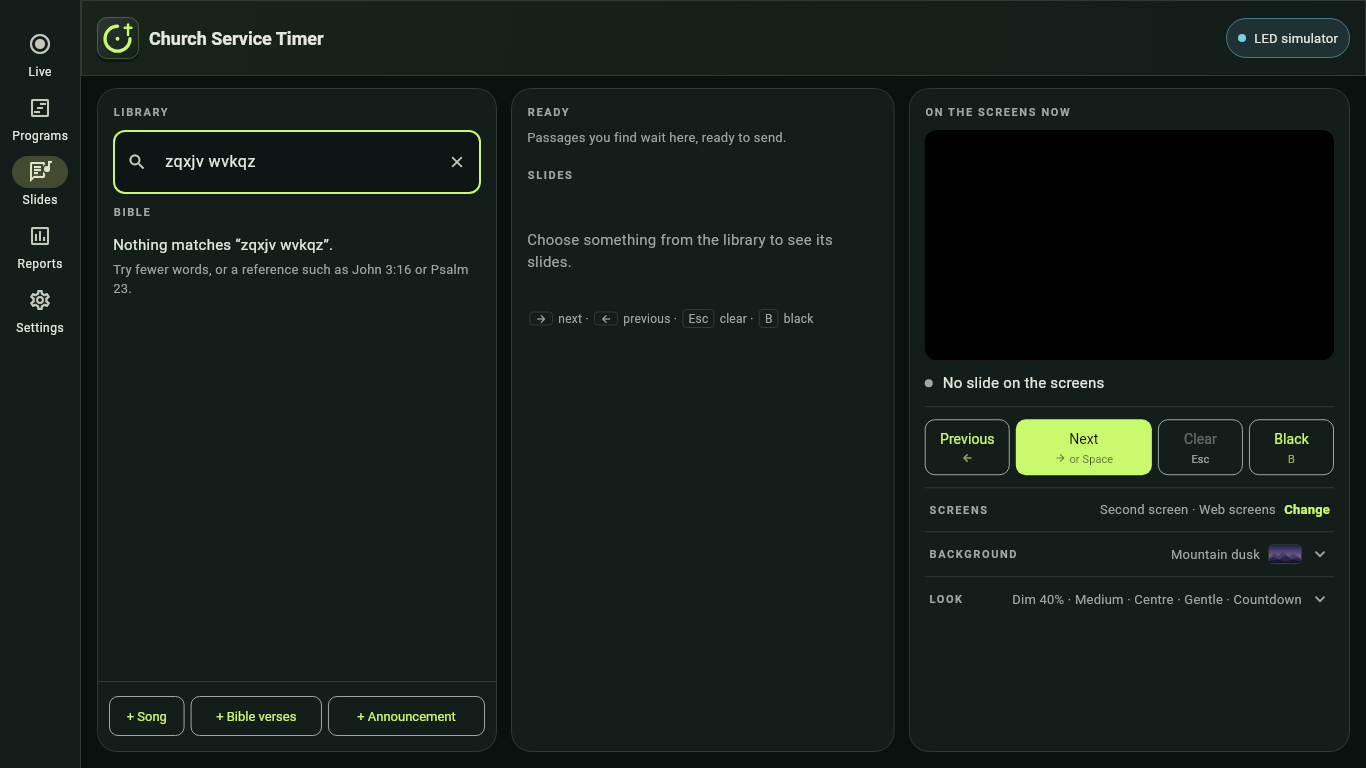 Church Service Timer
LED simulator
Live
Programs
Slides
Reports
Settings
LIBRARY
zqxjv wvkqz
BIBLE
Nothing matches “zqxjv wvkqz”.
Try fewer words, or a reference such as John 3:16 or Psalm
23.
+ Song
+ Bible verses
+ Announcement
READY
Passages you find wait here, ready to send.
SLIDES
Choose something from the library to see its
slides.
→ next · ← previous · Esc clear · B black
ON THE SCREENS NOW
No slide on the screens
Previous
←
Next
→ or Space
Clear
Esc
Black
B
SCREENS
Second screen · Web screens Change
BACKGROUND
Mountain dusk
LOOK
Dim 40% · Medium · Centre · Gentle · Countdown